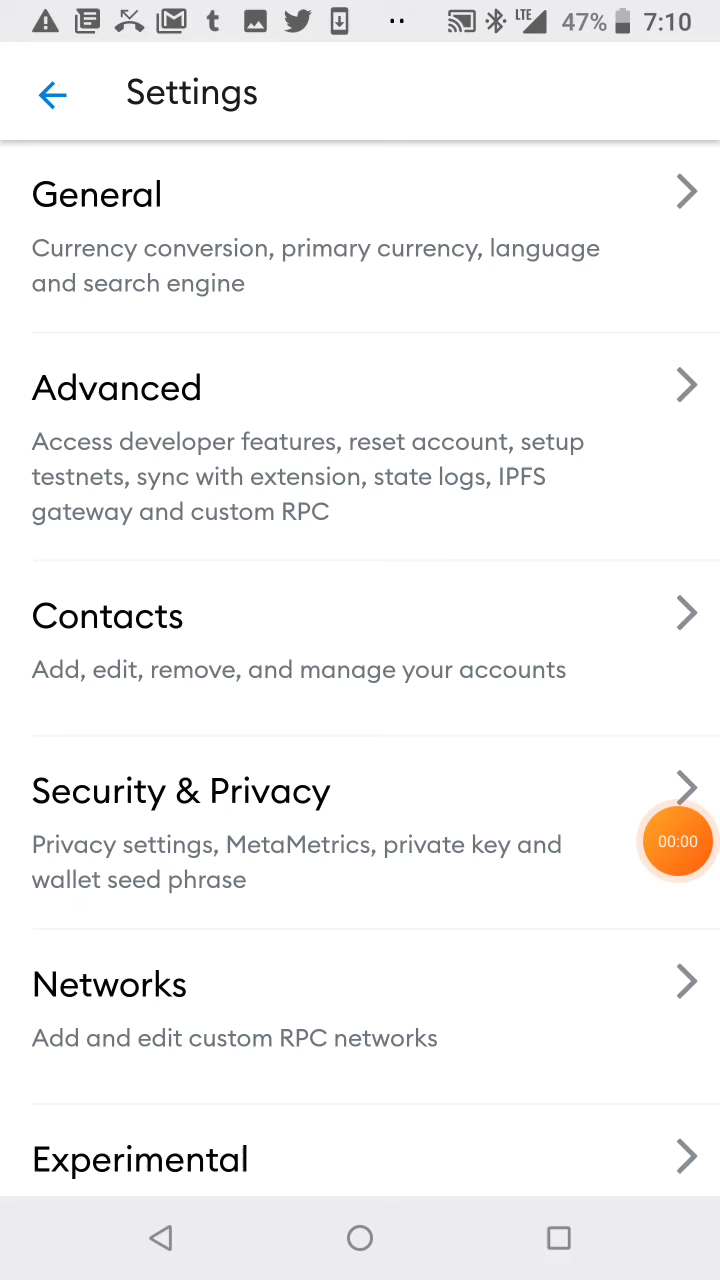 LTE 47% 7:10
Settings
General
Currency conversion, primary currency, language
and search engine
Advanced
Access developer features, reset account, setup
testnets, sync with extension, state logs, IPFS
gateway and custom RPC
Contacts
Add, edit, remove, and manage your accounts
Security & Privacy
00:00
Privacy settings, MetaMetrics, private key and
wallet seed phrase
Networks
Add and edit custom RPC networks
Experimental